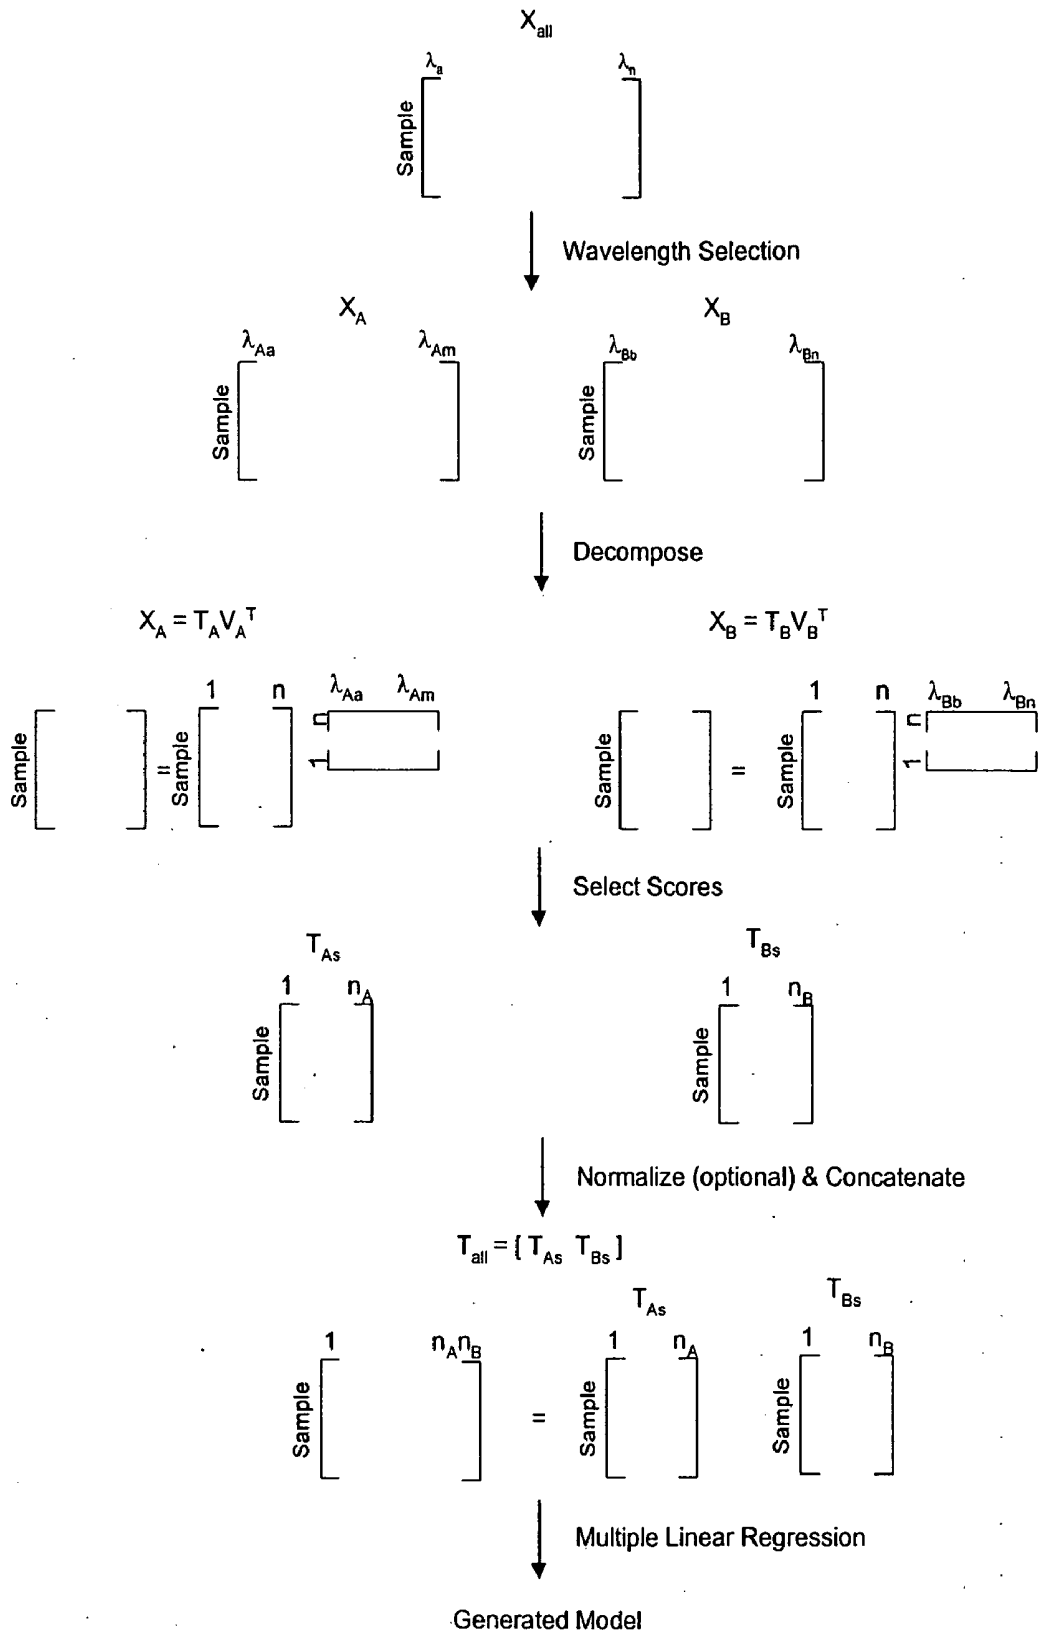 X_all
λ_a λ_n
Sample
Wavelength Selection
X_A X_B
λ_Aa λ_Am λ_Bb λ_Bn
Sample Sample
Decompose
X_A = T_A V_A^T X_B = T_B V_B^T
1 n λ_Aa λ_Am 1 n λ_Bb λ_Bn
Sample = Sample n 1 Sample = Sample n 1
Select Scores
T_As T_Bs
1 n_A 1 n_B
Sample Sample
Normalize (optional) & Concatenate
T_all = [ T_As T_Bs ]
T_As T_Bs
1 n_A n_B 1 n_A 1 n_B
Sample = Sample Sample
Multiple Linear Regression
Generated Model